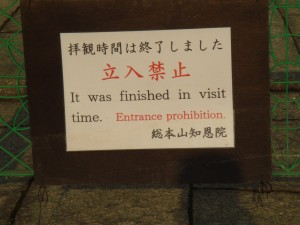 拝観時間は終了しました
立入禁止
It was finished in visit
time. Entrance prohibition.
総本山知恩院